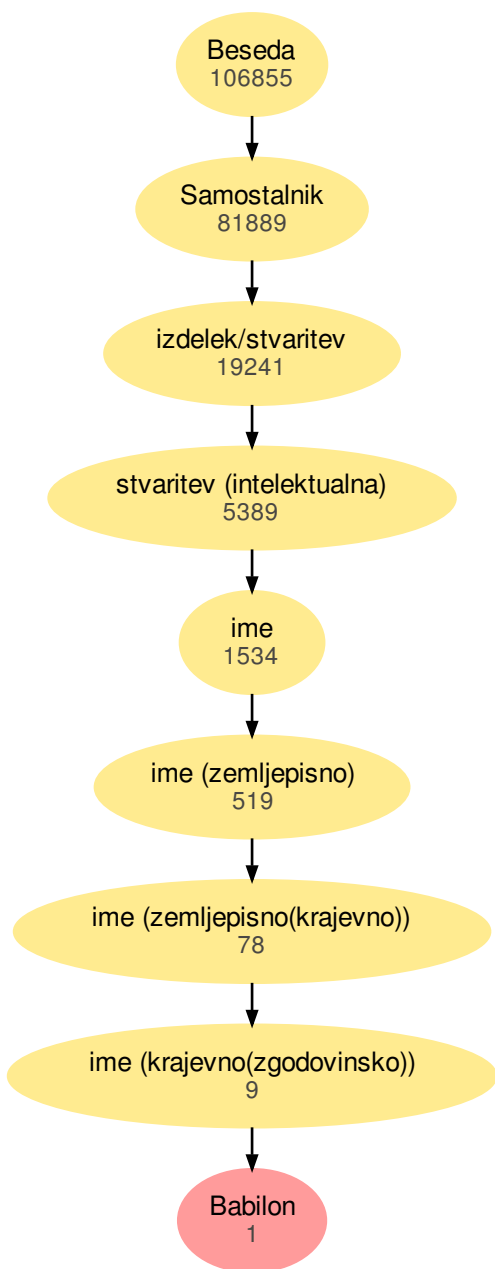 Beseda
106855
Samostalnik
81889
izdelek/stvaritev
19241
stvaritev (intelektualna)
5389
ime
1534
ime (zemljepisno)
519
ime (zemljepisno(krajevno))
78
ime (krajevno(zgodovinsko))
9
Babilon
1